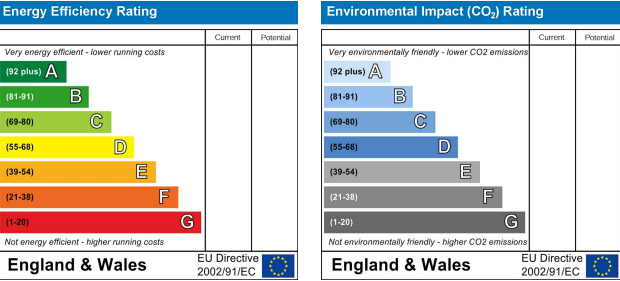 Energy Efficiency Rating
Current Potential
Very energy efficient - lower running costs
(92 plus) A
(81-91) B
(69-80) C
(55-68) D
(39-54) E
(21-38) F
(1-20) G
Not energy efficient - higher running costs
England & Wales
EU Directive
2002/91/EC
Environmental Impact (CO₂) Rating
Current Potential
Very environmentally friendly - lower CO2 emissions
(92 plus) A
(81-91) B
(69-80) C
(55-68) D
(39-54) E
(21-38) F
(1-20) G
Not environmentally friendly - higher CO2 emissions
England & Wales
EU Directive
2002/91/EC